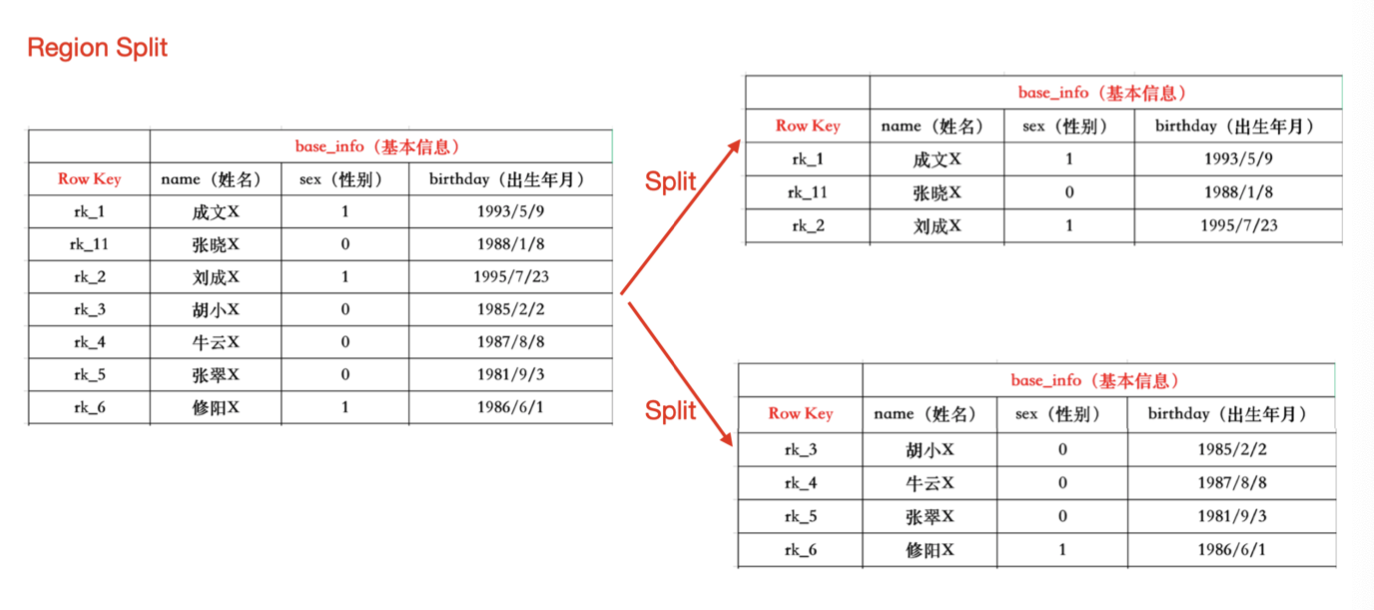 Region Split
base_info（基本信息）
Row Key name（姓名） sex（性别） birthday（出生年月）
rk_1 成文X 1 1993/5/9
rk_11 张晓X 0 1988/1/8
rk_2 刘成X 1 1995/7/23
rk_3 胡小X 0 1985/2/2
rk_4 牛云X 0 1987/8/8
rk_5 张翠X 0 1981/9/3
rk_6 修阳X 1 1986/6/1
Split
base_info（基本信息）
Row Key name（姓名） sex（性别） birthday（出生年月）
rk_1 成文X 1 1993/5/9
rk_11 张晓X 0 1988/1/8
rk_2 刘成X 1 1995/7/23
Split
base_info（基本信息）
Row Key name（姓名） sex（性别） birthday（出生年月）
rk_3 胡小X 0 1985/2/2
rk_4 牛云X 0 1987/8/8
rk_5 张翠X 0 1981/9/3
rk_6 修阳X 1 1986/6/1